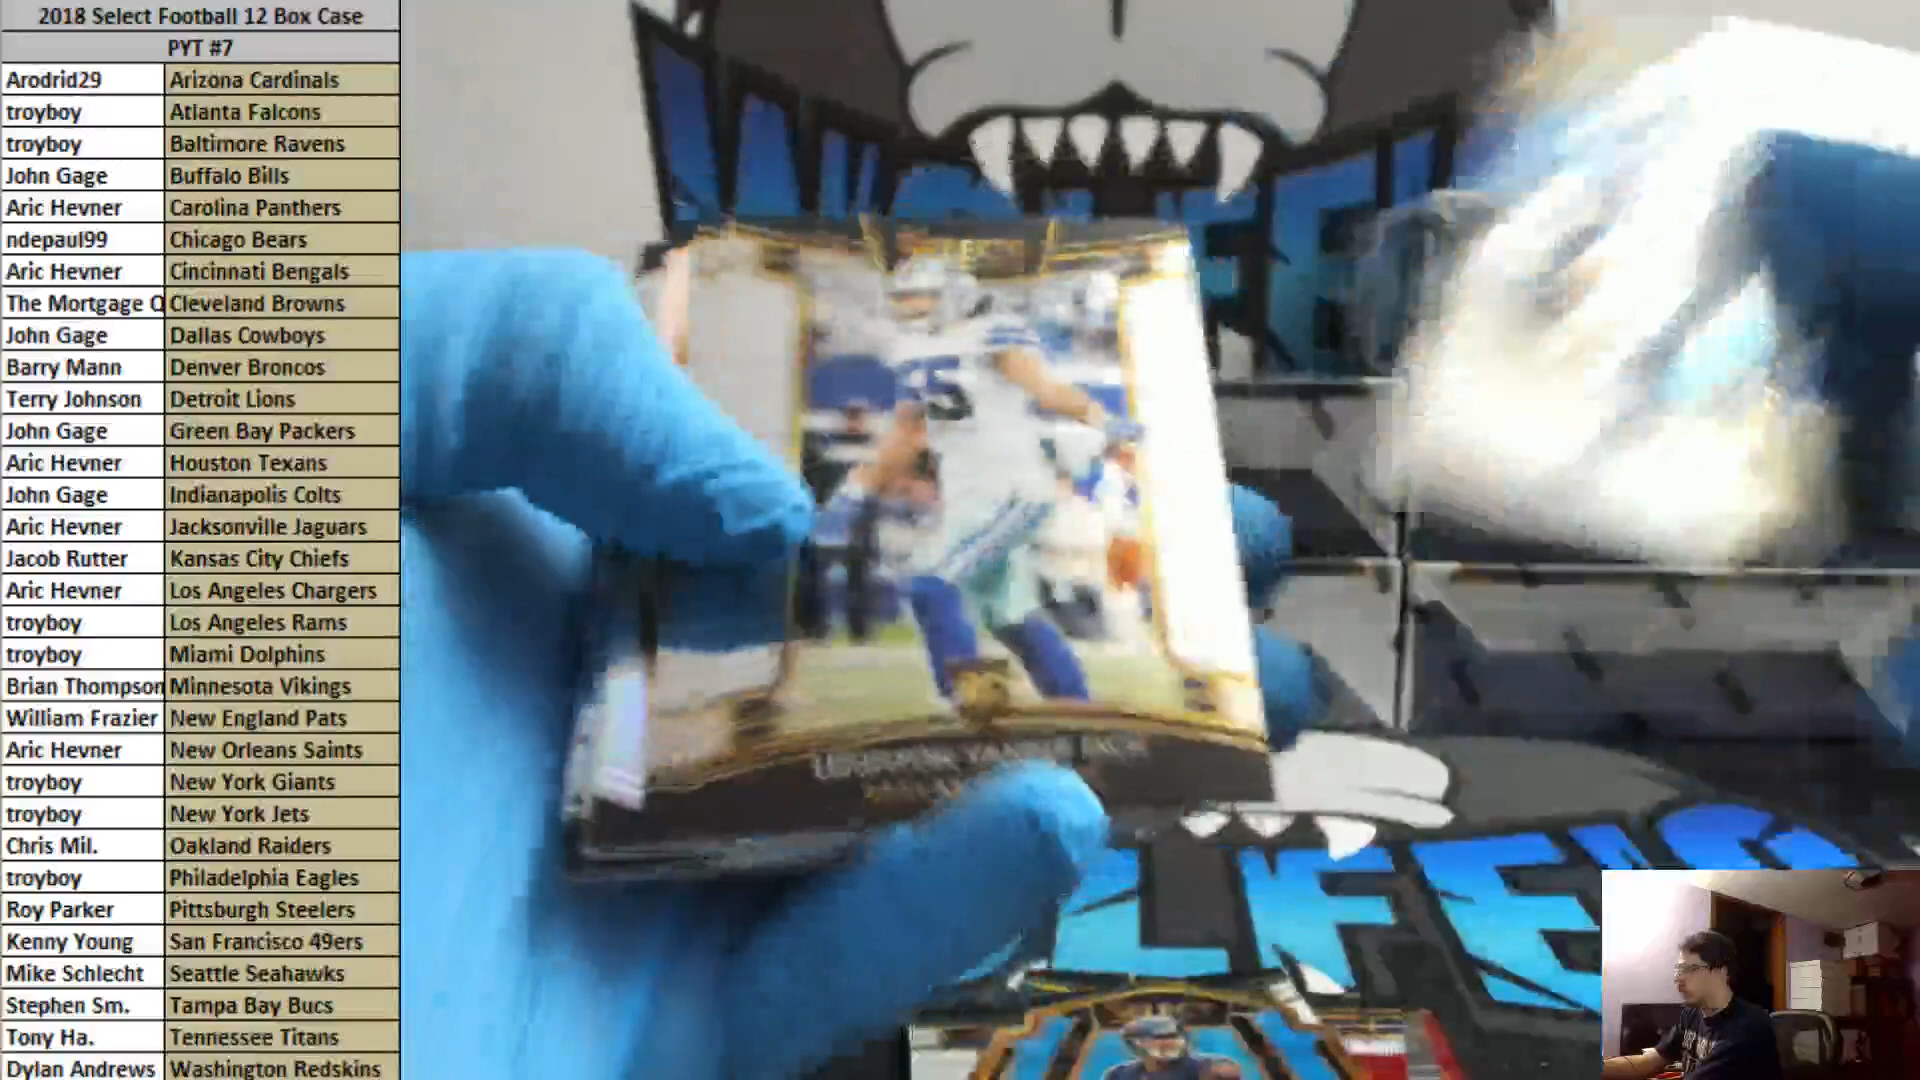 2018 Select Football 12 Box Case
PYT #7
Arodrid29 Arizona Cardinals
troyboy Atlanta Falcons
troyboy Baltimore Ravens
John Gage Buffalo Bills
Aric Hevner Carolina Panthers
ndepaul99 Chicago Bears
Aric Hevner Cincinnati Bengals
The Mortgage Cleveland Browns
John Gage Dallas Cowboys
Barry Mann Denver Broncos
Terry Johnson Detroit Lions
John Gage Green Bay Packers
Aric Hevner Houston Texans
John Gage Indianapolis Colts
Aric Hevner Jacksonville Jaguars
Jacob Rutter Kansas City Chiefs
Aric Hevner Los Angeles Chargers
troyboy Los Angeles Rams
troyboy Miami Dolphins
Brian Thompson Minnesota Vikings
William Frazier New England Pats
Aric Hevner New Orleans Saints
troyboy New York Giants
troyboy New York Jets
Chris Mil. Oakland Raiders
troyboy Philadelphia Eagles
Roy Parker Pittsburgh Steelers
Kenny Young San Francisco 49ers
Mike Schlecht Seattle Seahawks
Stephen Sm. Tampa Bay Bucs
Tony Ha. Tennessee Titans
Dylan Andrews Washington Redskins